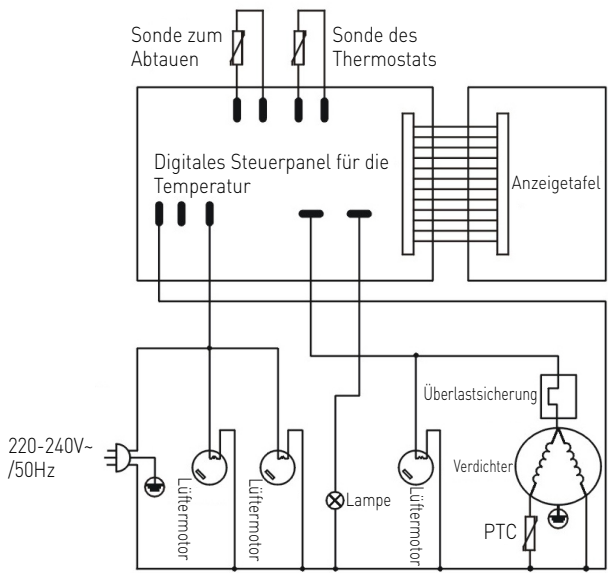 Sonde zum
Abtauen
Sonde des
Thermostats
Digitales Steuerpanel für die
Temperatur
Anzeigetafel
Überlastsicherung
220-240V~
/50Hz
Lüftermotor
Lüftermotor
Lampe
Lüftermotor
Verdichter
PTC